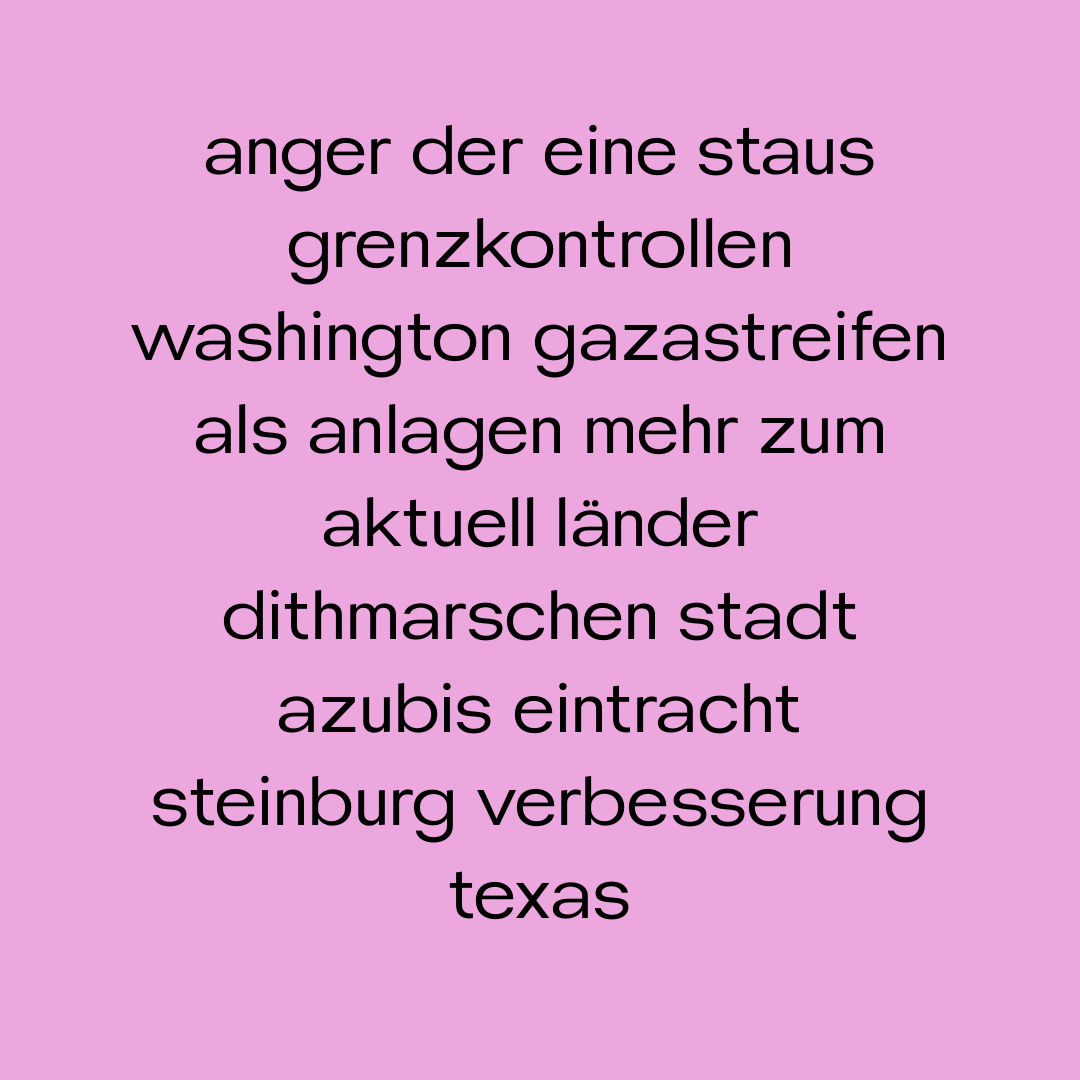 anger der eine staus
grenzkontrollen
washington gazastreifen
als anlagen mehr zum
aktuell länder
dithmarschen stadt
azubis eintracht
steinburg verbesserung
texas